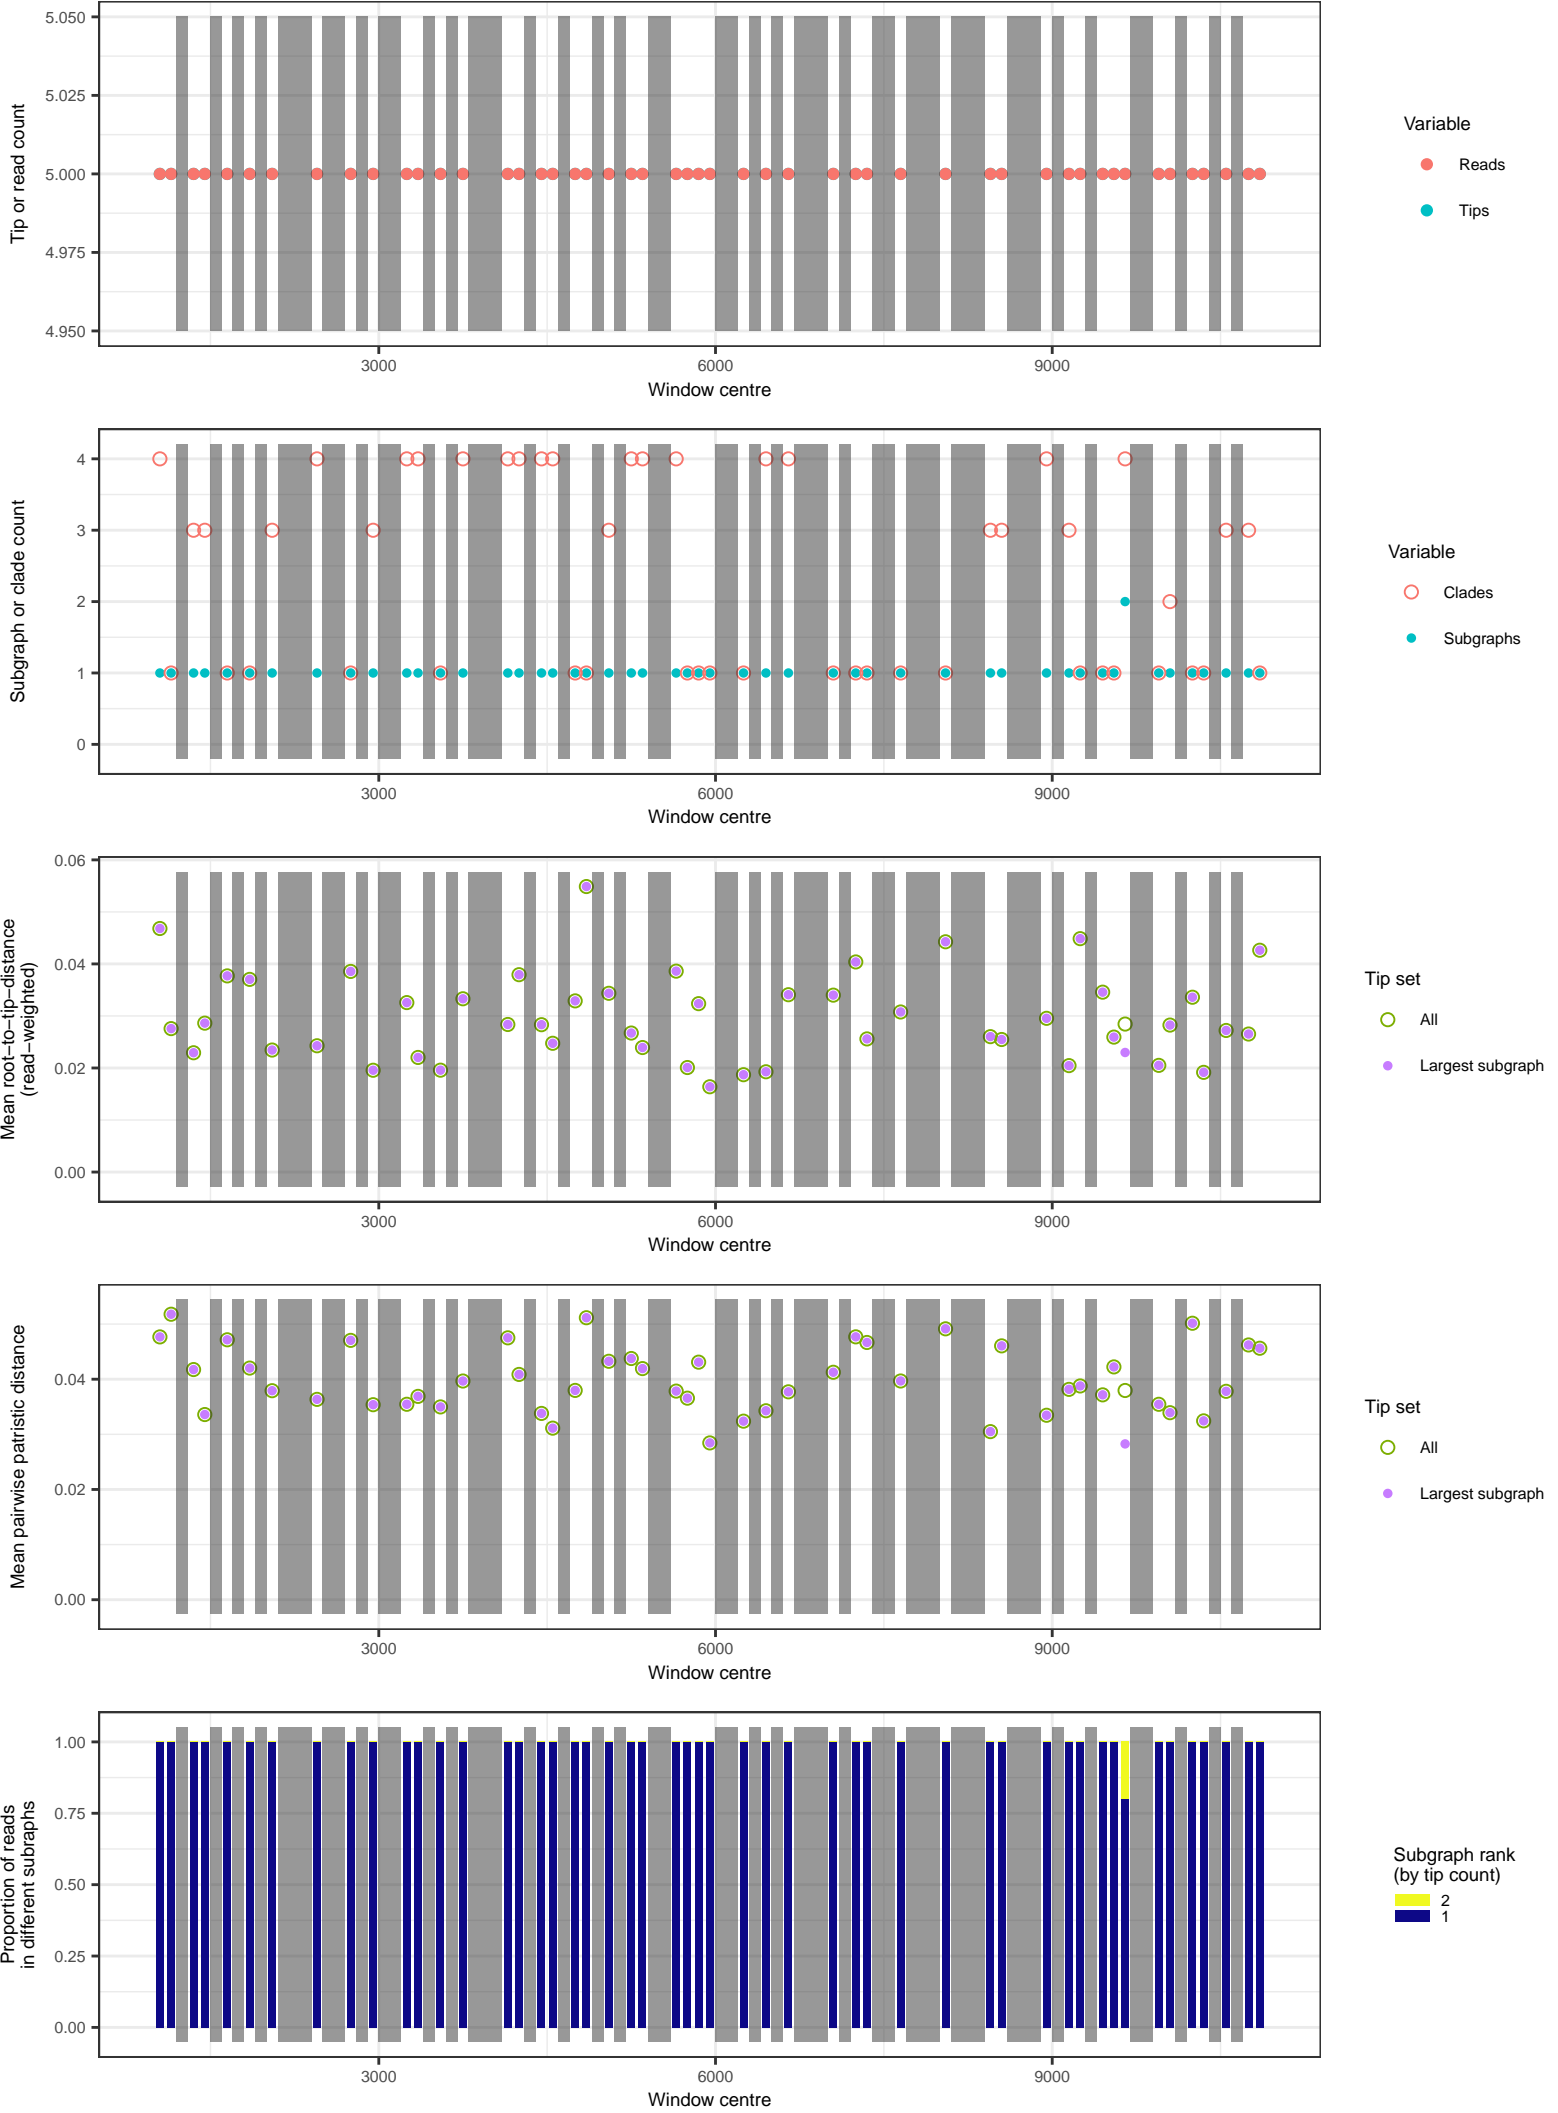 5.050
5.025
5.000
4.975
4.950
Tip or read count
3000 6000 9000
Window centre
Variable
Reads
Tips
4
3
2
1
0
Subgraph or clade count
3000 6000 9000
Window centre
Variable
Clades
Subgraphs
0.06
0.04
0.02
0.00
Mean root−to−tip−distance
(read−weighted)
3000 6000 9000
Window centre
Tip set
All
Largest subgraph
0.04
0.02
0.00
Mean pairwise patristic distance
3000 6000 9000
Window centre
Tip set
All
Largest subgraph
1.00
0.75
0.50
0.25
0.00
Proportion of reads
in different subraphs
3000 6000 9000
Window centre
Subgraph rank
(by tip count)
2
1